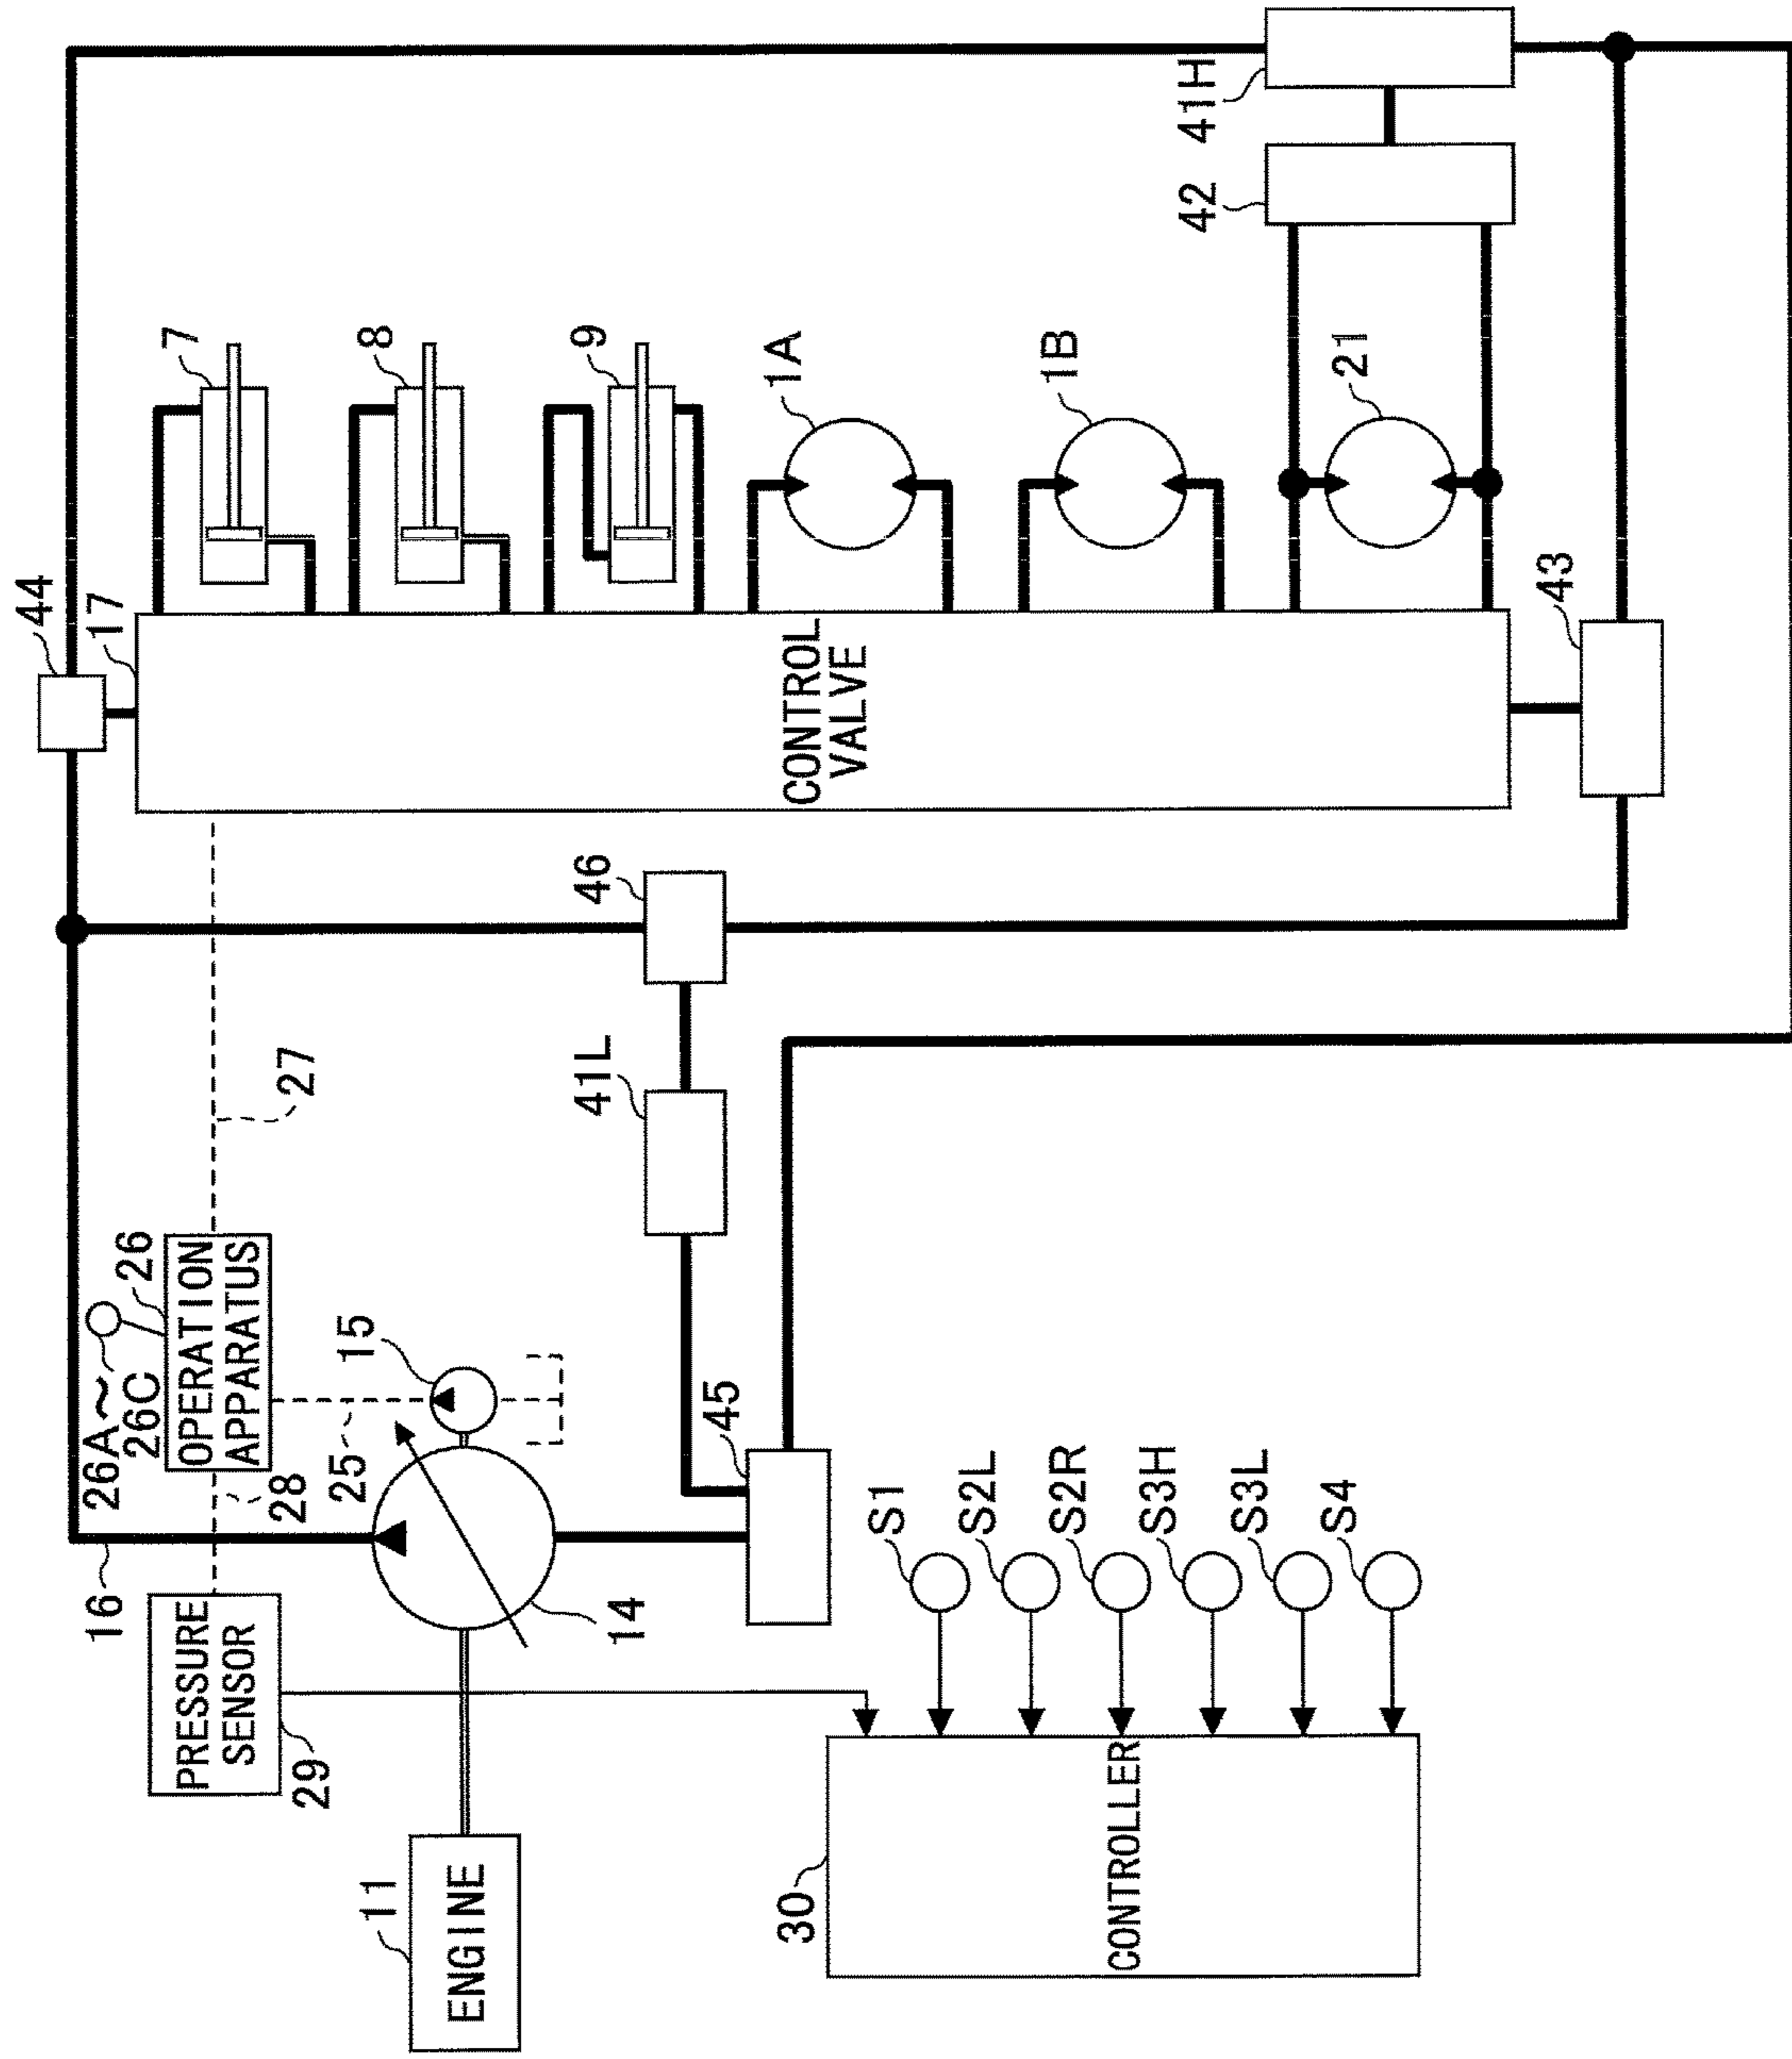 44
17
7
8
9
1A
1B
21
42
41H
CONTROL
VALVE
43
46
27
41L
26
26A~
26C
OPERATION
APPARATUS
28
25
15
45
16
PRESSURE
SENSOR
29
14
S1
S2L
S2R
S3H
S3L
S4
11
ENGINE
30
CONTROLLER